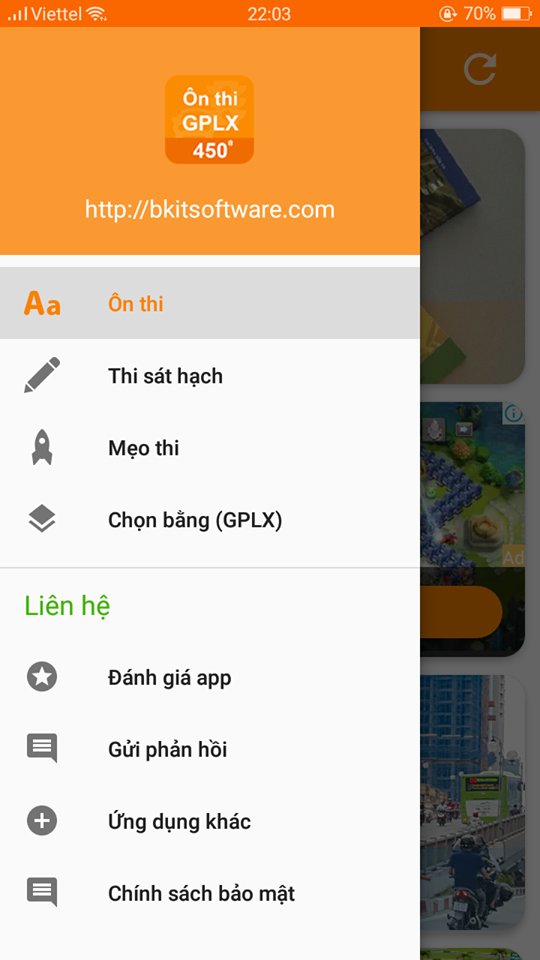 Viettel 22:03 70%
Ôn thi
GPLX
450
http://bkitsoftware.com
Aa Ôn thi
Thi sát hạch
Mẹo thi
Chọn bằng (GPLX)
Liên hệ
Đánh giá app
Gửi phản hồi
Ứng dụng khác
Chính sách bảo mật
Ad